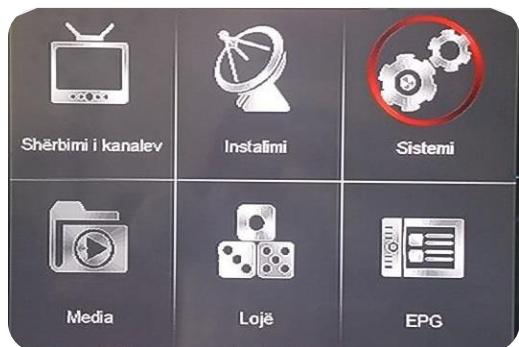 Shërbimi i kanalev
Instalimi
Sistemi
Media
Lojë
EPG